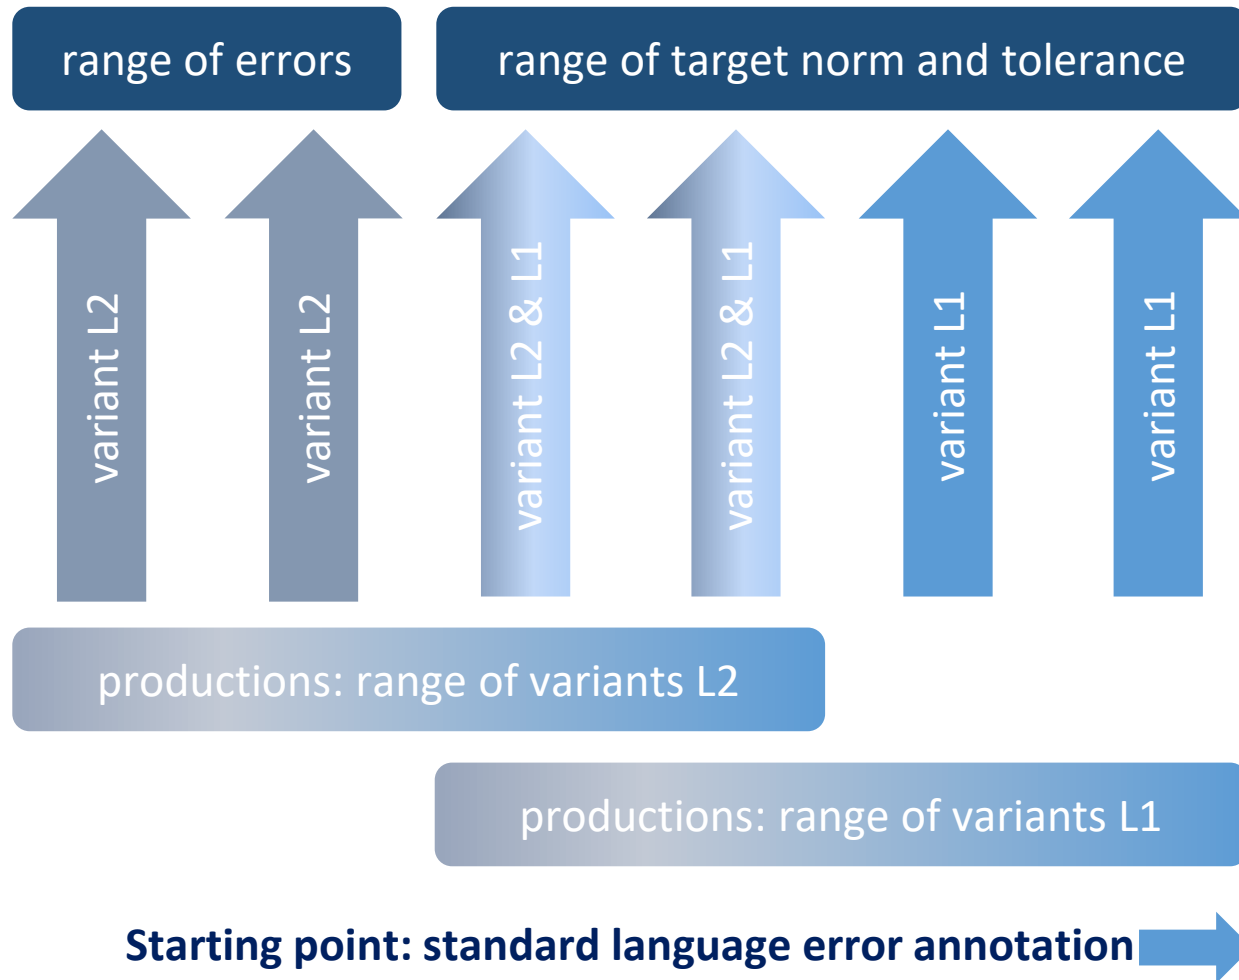 range of errors
range of target norm and tolerance
variant L2
variant L2
variant L2 & L1
variant L2 & L1
variant L1
variant L1
productions: range of variants L2
productions: range of variants L1
Starting point: standard language error annotation